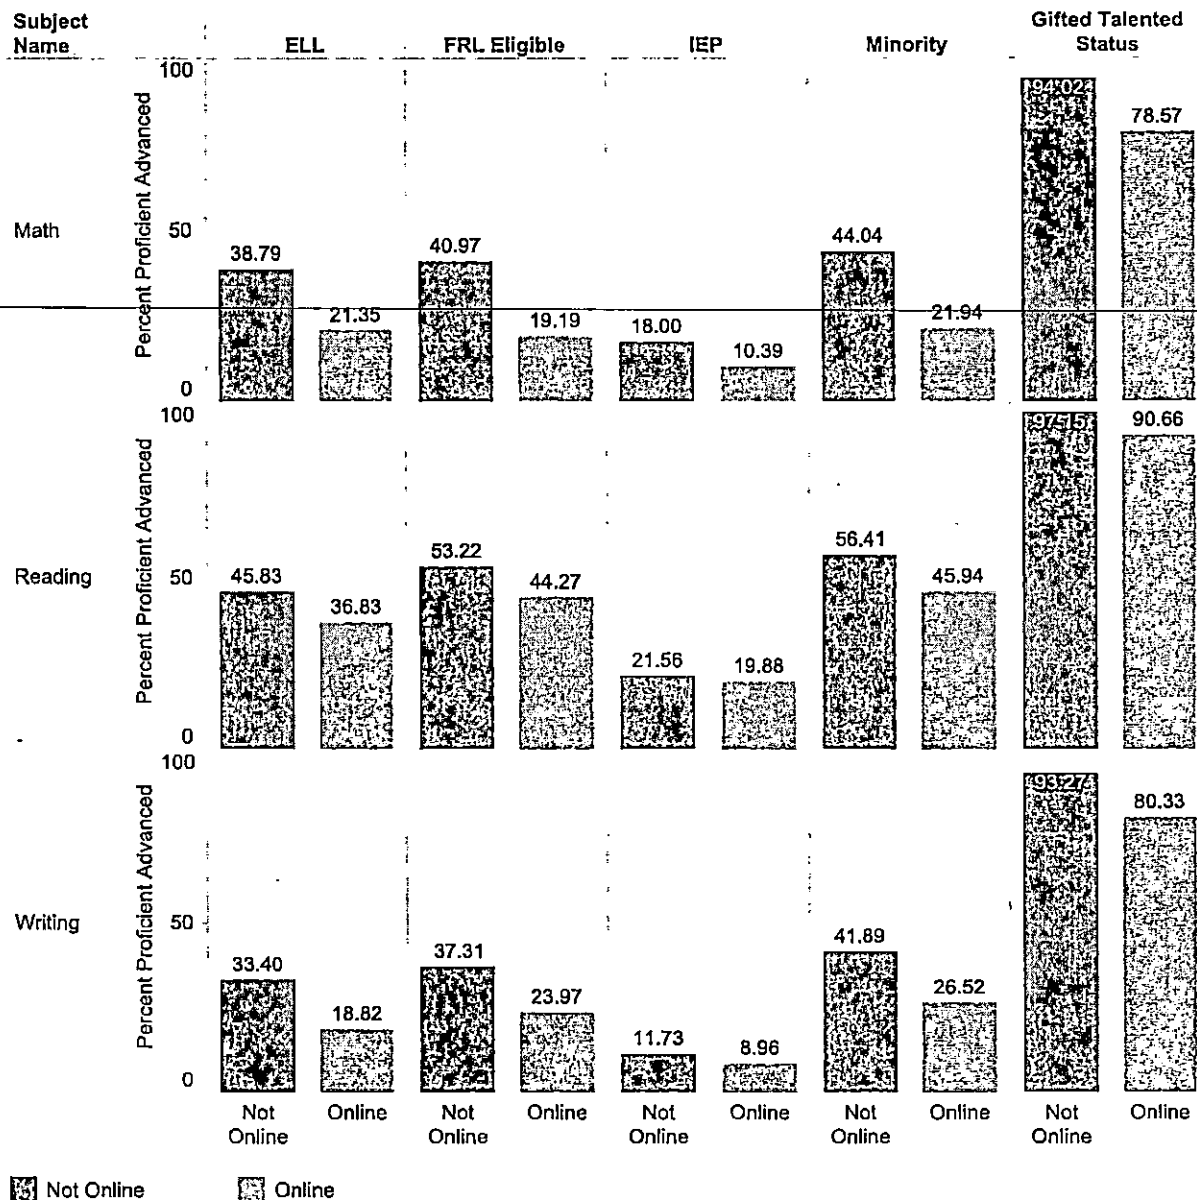 Subject
Name
ELL
FRL Eligible
IEP
Minority
Gifted Talented
Status
Math
Percent Proficient Advanced
100
50
0
38.79
21.35
40.97
19.19
18.00
10.39
44.04
21.94
94.02
78.57
Reading
Percent Proficient Advanced
100
50
0
45.83
36.83
53.22
44.27
21.56
19.88
56.41
45.94
97.15
90.66
Writing
Percent Proficient Advanced
100
50
0
33.40
18.82
37.31
23.97
11.73
8.96
41.89
26.52
93.27
80.33
Not
Online
Online
Not
Online
Online
Not
Online
Online
Not
Online
Online
Not
Online
Online
Not Online
Online